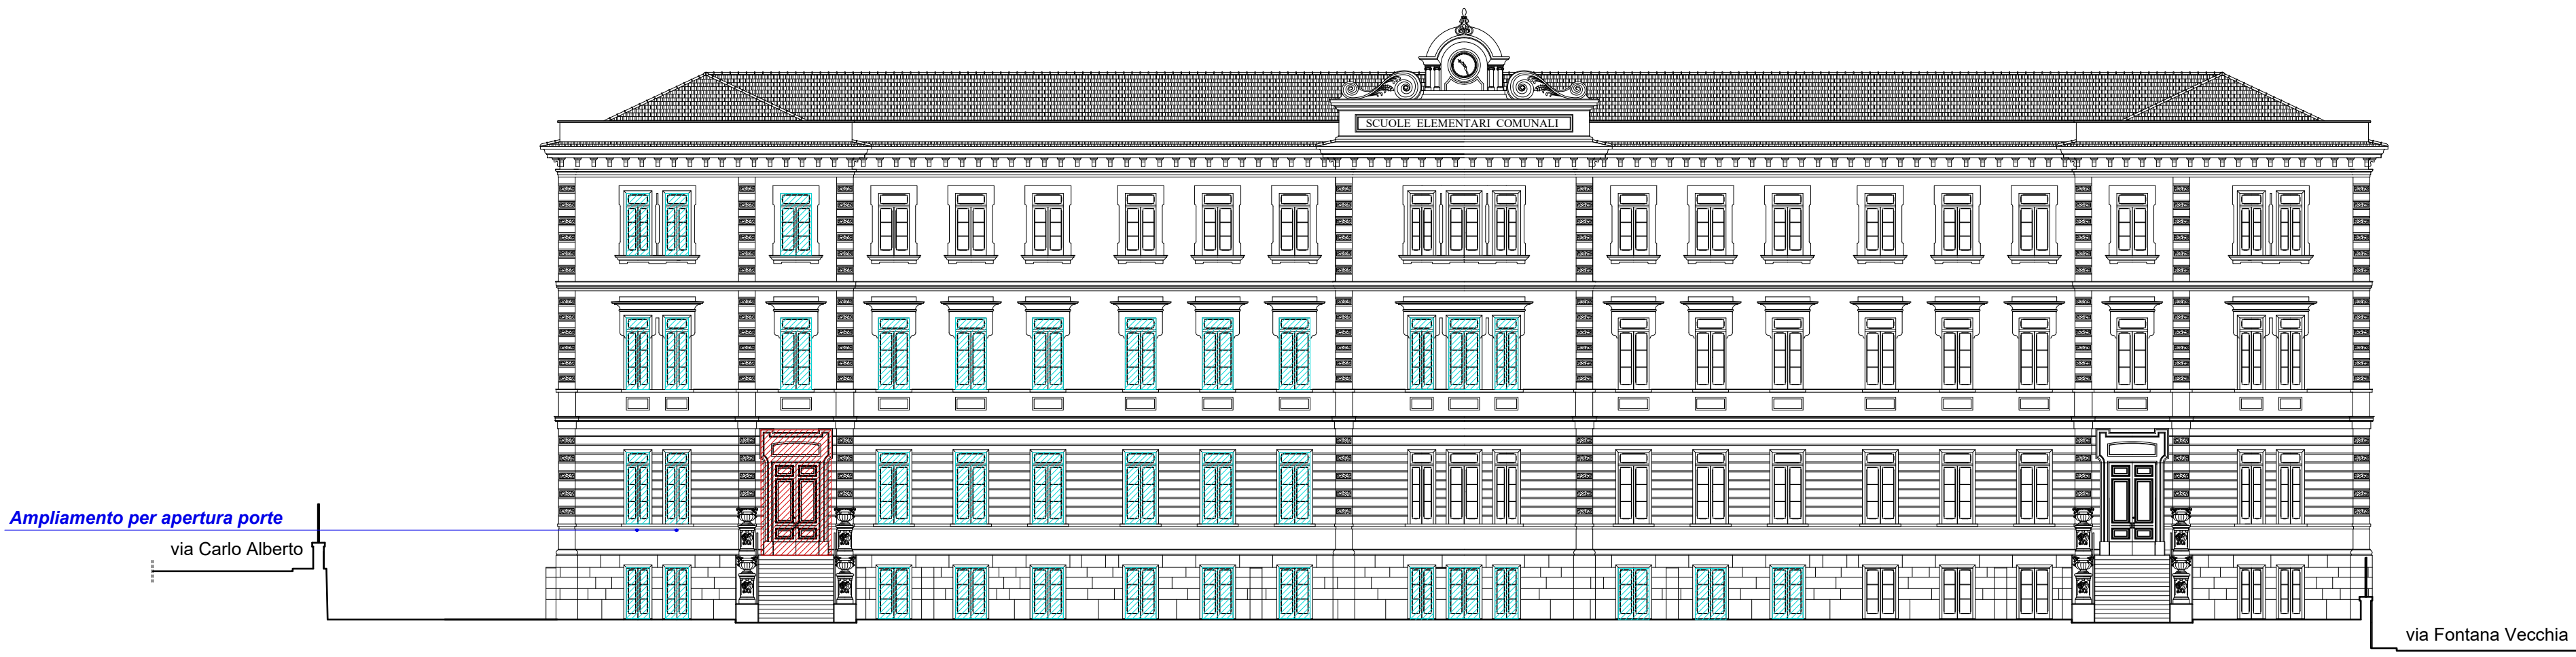 SCUOLE ELEMENTARI COMUNALI
Ampliamento per apertura porte
via Carlo Alberto
via Fontana Vecchia